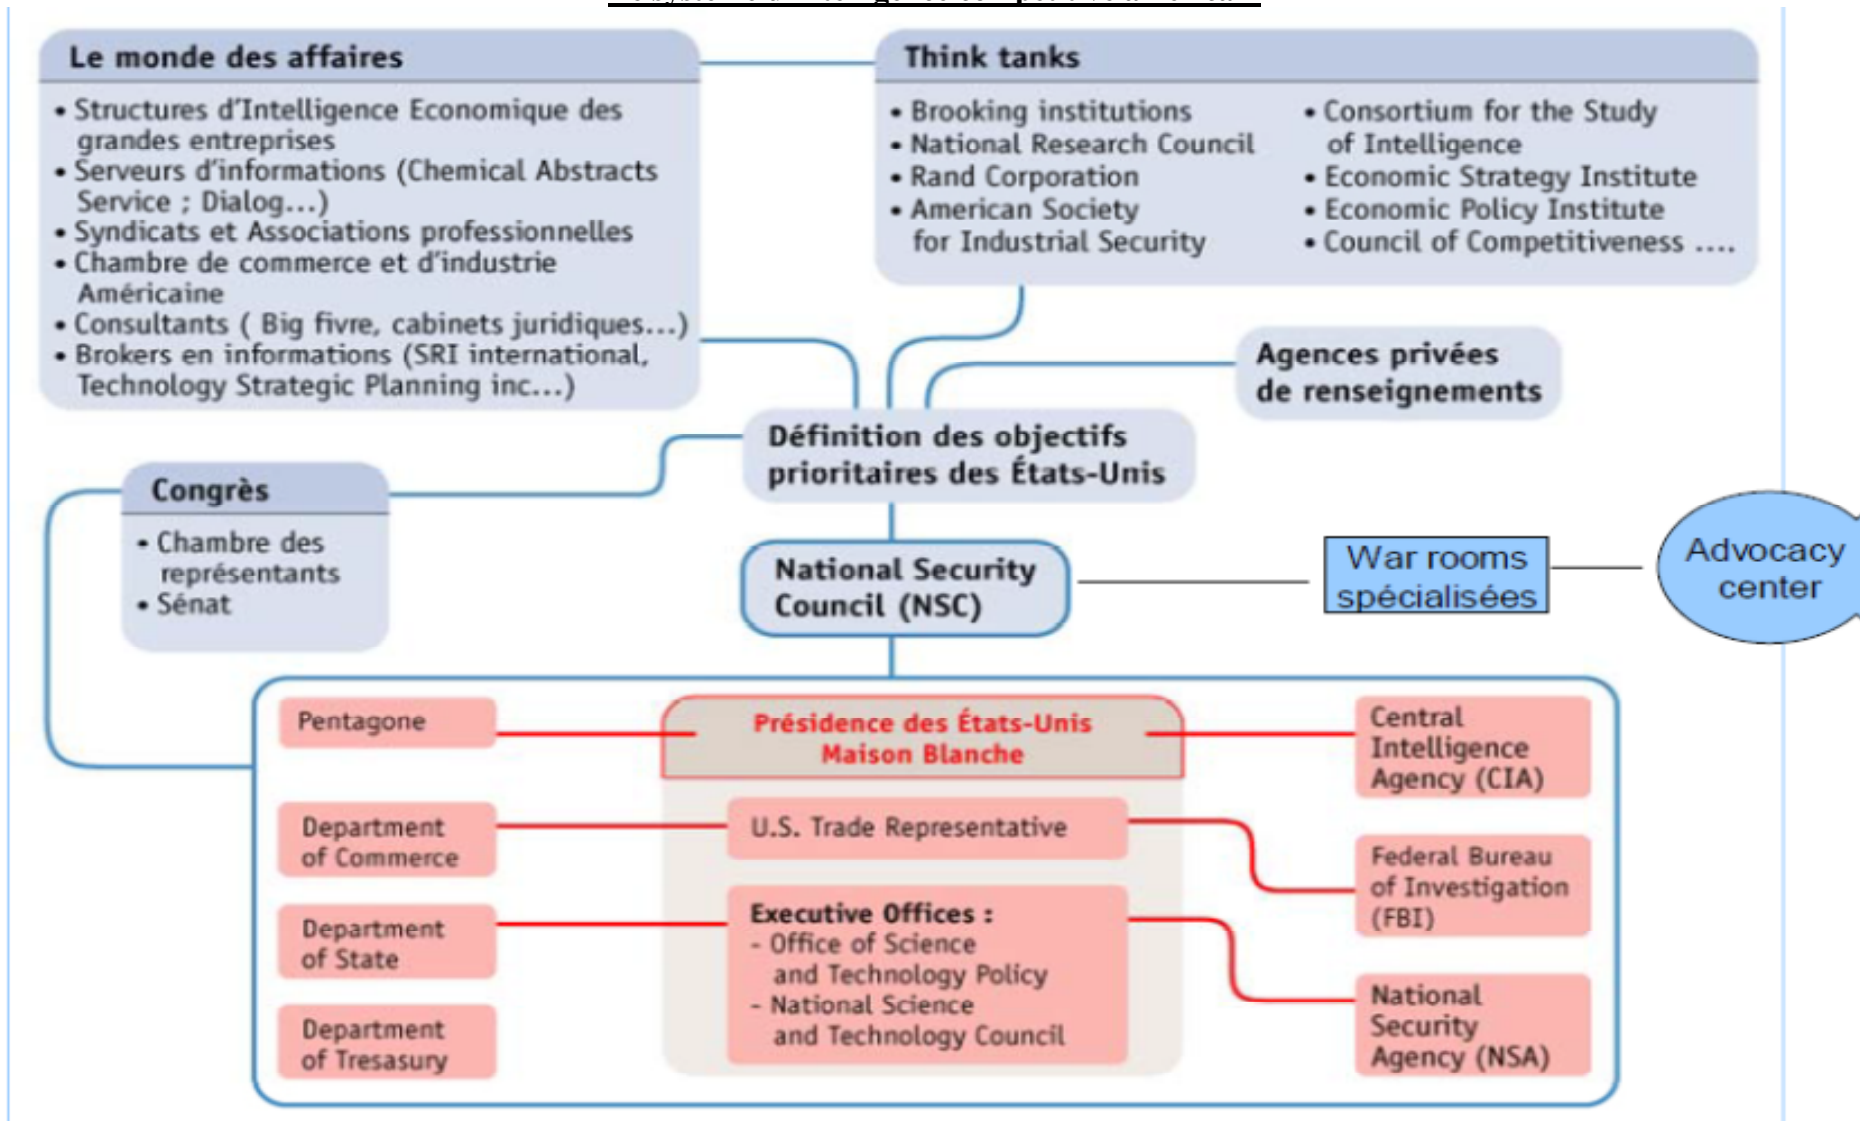 Le monde des affaires
• Structures d'Intelligence Economique des
grandes entreprises
• Serveurs d'informations (Chemical Abstracts
Service ; Dialog...)
• Syndicats et Associations professionnelles
• Chambre de commerce et d'industrie
Américaine
• Consultants ( Big fivre, cabinets juridiques...)
• Brokers en informations (SRI international,
Technology Strategic Planning inc...)
Think tanks
• Brooking institutions
• National Research Council
• Rand Corporation
• American Society
for Industrial Security
• Consortium for the Study
of Intelligence
• Economic Strategy Institute
• Economic Policy Institute
• Council of Competitiveness ....
Agences privées
de renseignements
Définition des objectifs
prioritaires des États-Unis
Congrès
• Chambre des
représentants
• Sénat
National Security
Council (NSC)
War rooms
spécialisées
Advocacy
center
Pentagone
Department
of Commerce
Department
of State
Department
of Tresasury
Présidence des États-Unis
Maison Blanche
U.S. Trade Representative
Executive Offices :
- Office of Science
and Technology Policy
- National Science
and Technology Council
Central
Intelligence
Agency (CIA)
Federal Bureau
of Investigation
(FBI)
National
Security
Agency (NSA)